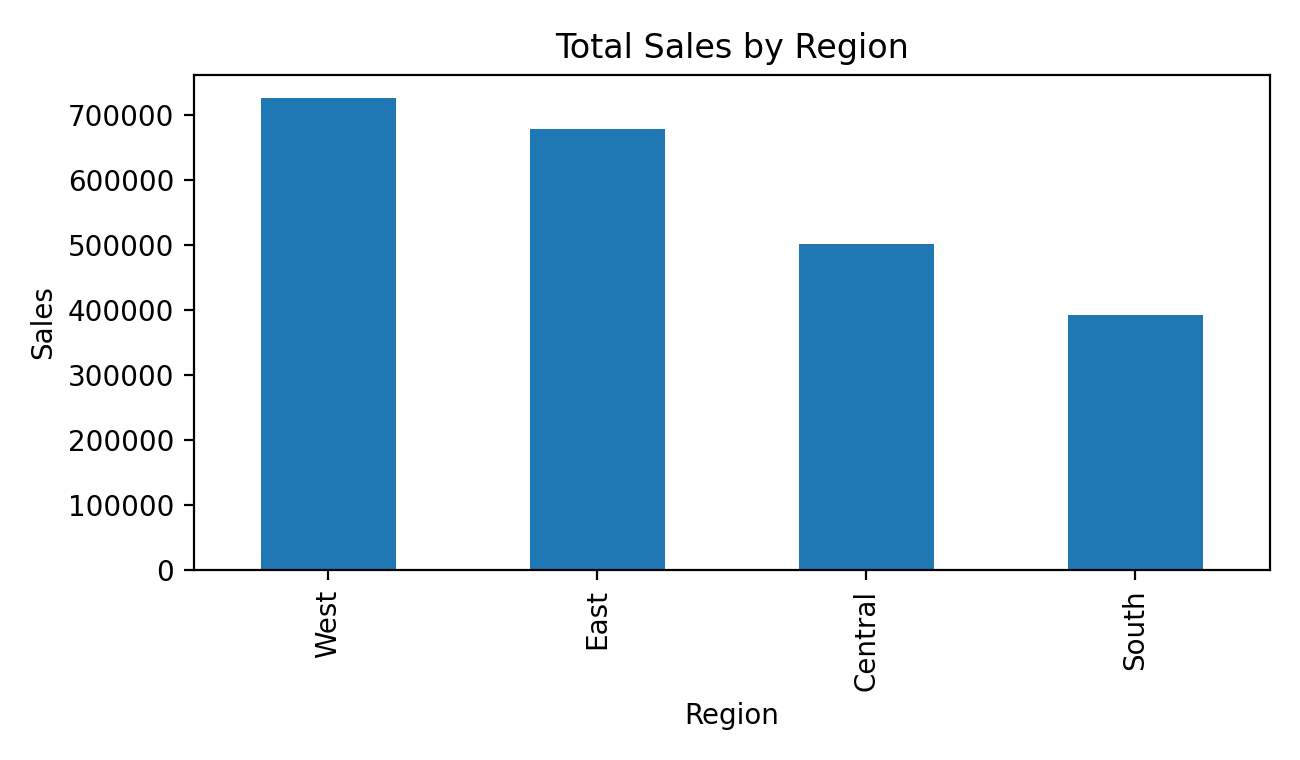 Total Sales by Region
700000
600000
500000
400000
300000
200000
100000
0
Sales
West
East
Central
South
Region